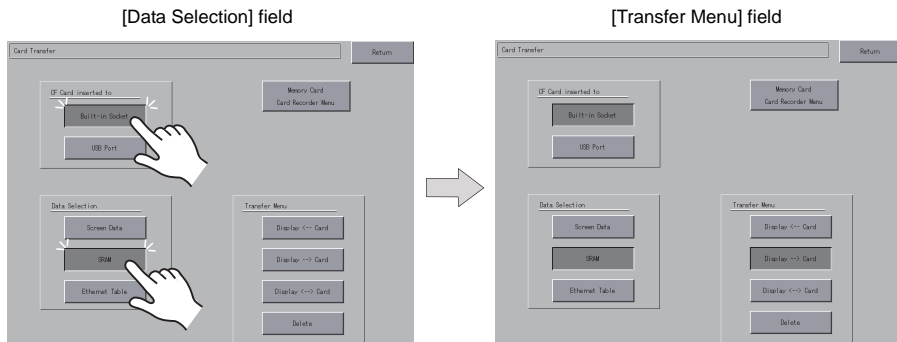 [Data Selection] field
Card Transfer
Return
CF Card inserted to
Built-in Socket
USB Port
Memory Card
Card Recorder Menu
Data Selection
Screen Data
SRAM
Ethernet Table
Transfer Menu
Display <-- Card
Display --> Card
Display <--> Card
Delete
[Transfer Menu] field
Card Transfer
Return
CF Card inserted to
Built-in Socket
USB Port
Memory Card
Card Recorder Menu
Data Selection
Screen Data
SRAM
Ethernet Table
Transfer Menu
Display <-- Card
Display --> Card
Display <--> Card
Delete